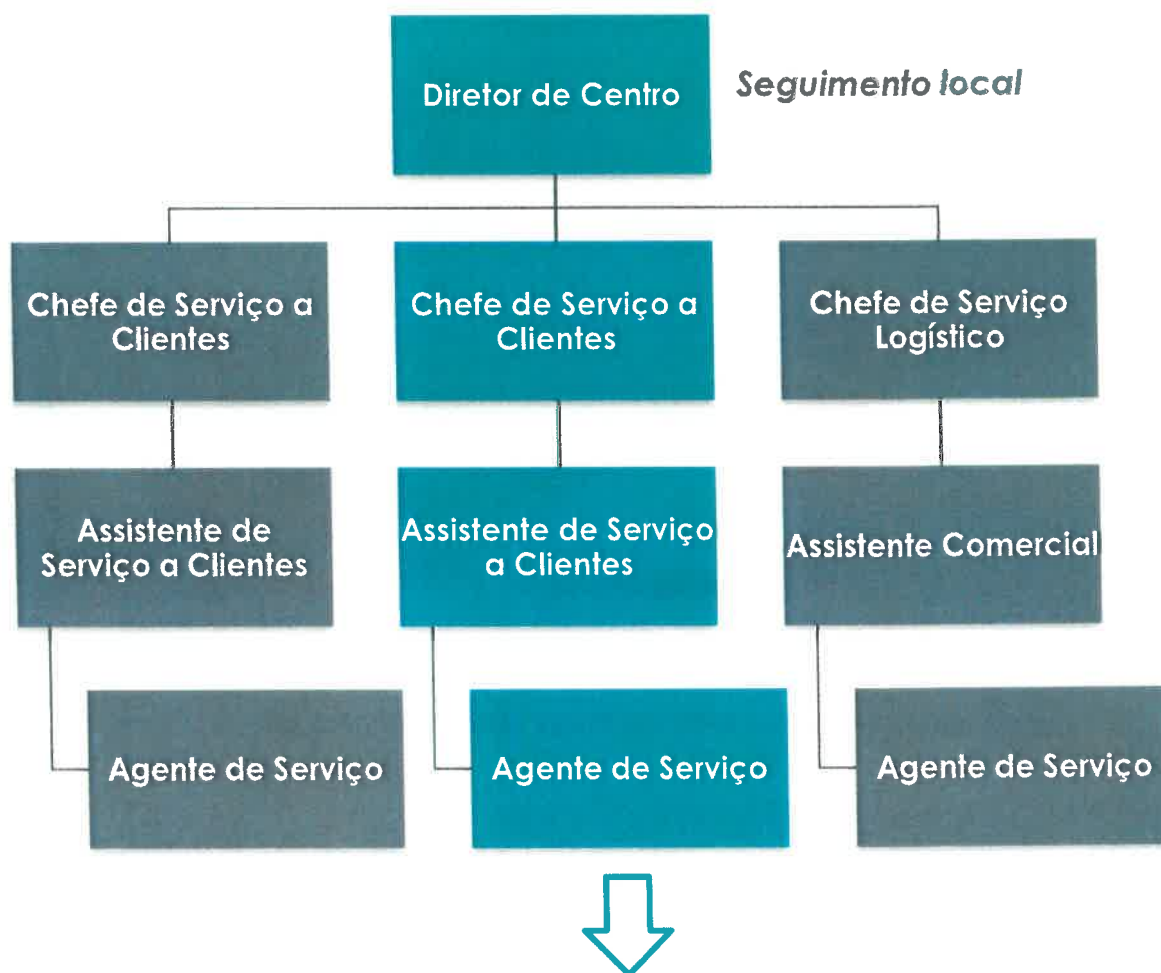 Diretor de Centro
Seguimento local
Chefe de Serviço a
Clientes
Chefe de Serviço a
Clientes
Chefe de Serviço
Logístico
Assistente de
Serviço a Clientes
Assistente de Serviço
a Clientes
Assistente Comercial
Agente de Serviço
Agente de Serviço
Agente de Serviço